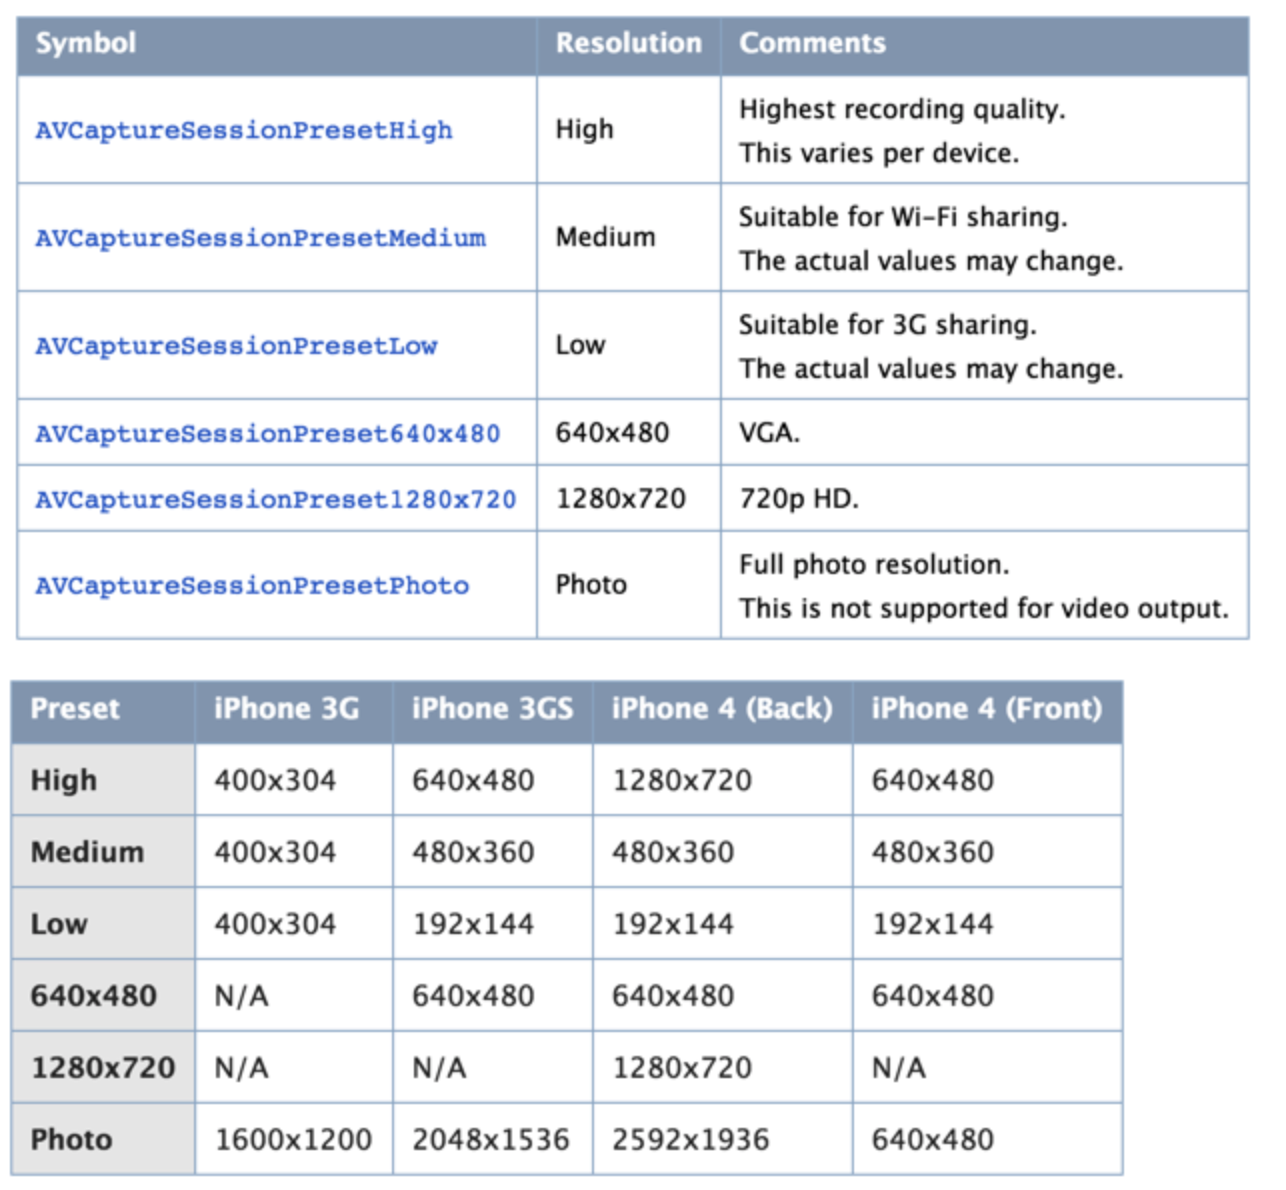 Symbol Resolution Comments
AVCaptureSessionPresetHigh High Highest recording quality.
This varies per device.
AVCaptureSessionPresetMedium Medium Suitable for Wi-Fi sharing.
The actual values may change.
AVCaptureSessionPresetLow Low Suitable for 3G sharing.
The actual values may change.
AVCaptureSessionPreset640x480 640x480 VGA.
AVCaptureSessionPreset1280x720 1280x720 720p HD.
AVCaptureSessionPresetPhoto Photo Full photo resolution.
This is not supported for video output.
Preset iPhone 3G iPhone 3GS iPhone 4 (Back) iPhone 4 (Front)
High 400x304 640x480 1280x720 640x480
Medium 400x304 480x360 480x360 480x360
Low 400x304 192x144 192x144 192x144
640x480 N/A 640x480 640x480 640x480
1280x720 N/A N/A 1280x720 N/A
Photo 1600x1200 2048x1536 2592x1936 640x480